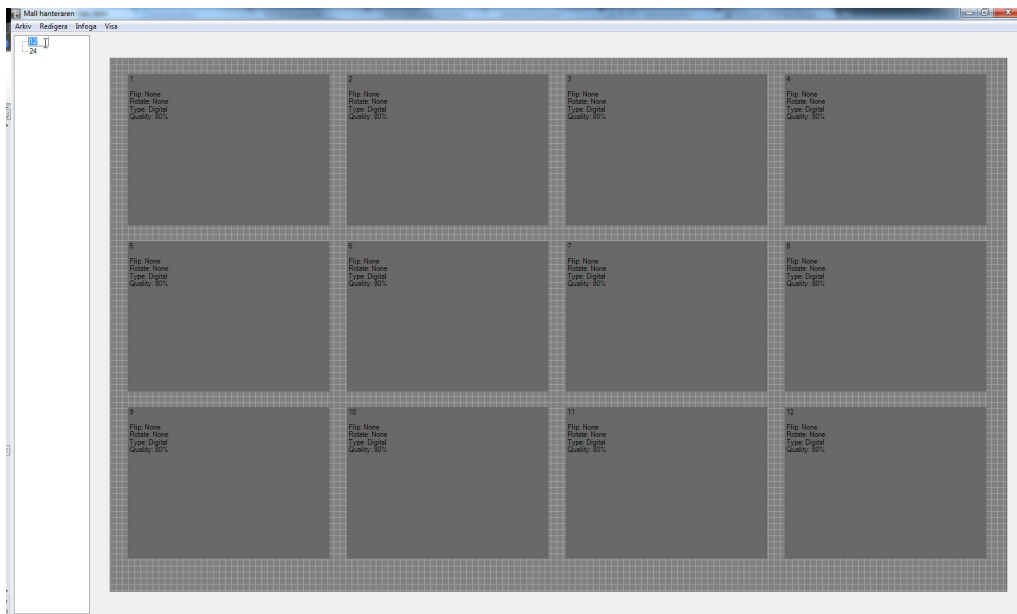 Mall hanteraren
Arkiv Redigera Infoga Visa
12
24
1
Flip: None
Rotate: None
Type: Digital
Quality: 80%
2
Flip: None
Rotate: None
Type: Digital
Quality: 80%
3
Flip: None
Rotate: None
Type: Digital
Quality: 80%
4
Flip: None
Rotate: None
Type: Digital
Quality: 80%
5
Flip: None
Rotate: None
Type: Digital
Quality: 80%
6
Flip: None
Rotate: None
Type: Digital
Quality: 80%
7
Flip: None
Rotate: None
Type: Digital
Quality: 80%
8
Flip: None
Rotate: None
Type: Digital
Quality: 80%
9
Flip: None
Rotate: None
Type: Digital
Quality: 80%
10
Flip: None
Rotate: None
Type: Digital
Quality: 80%
11
Flip: None
Rotate: None
Type: Digital
Quality: 80%
12
Flip: None
Rotate: None
Type: Digital
Quality: 80%